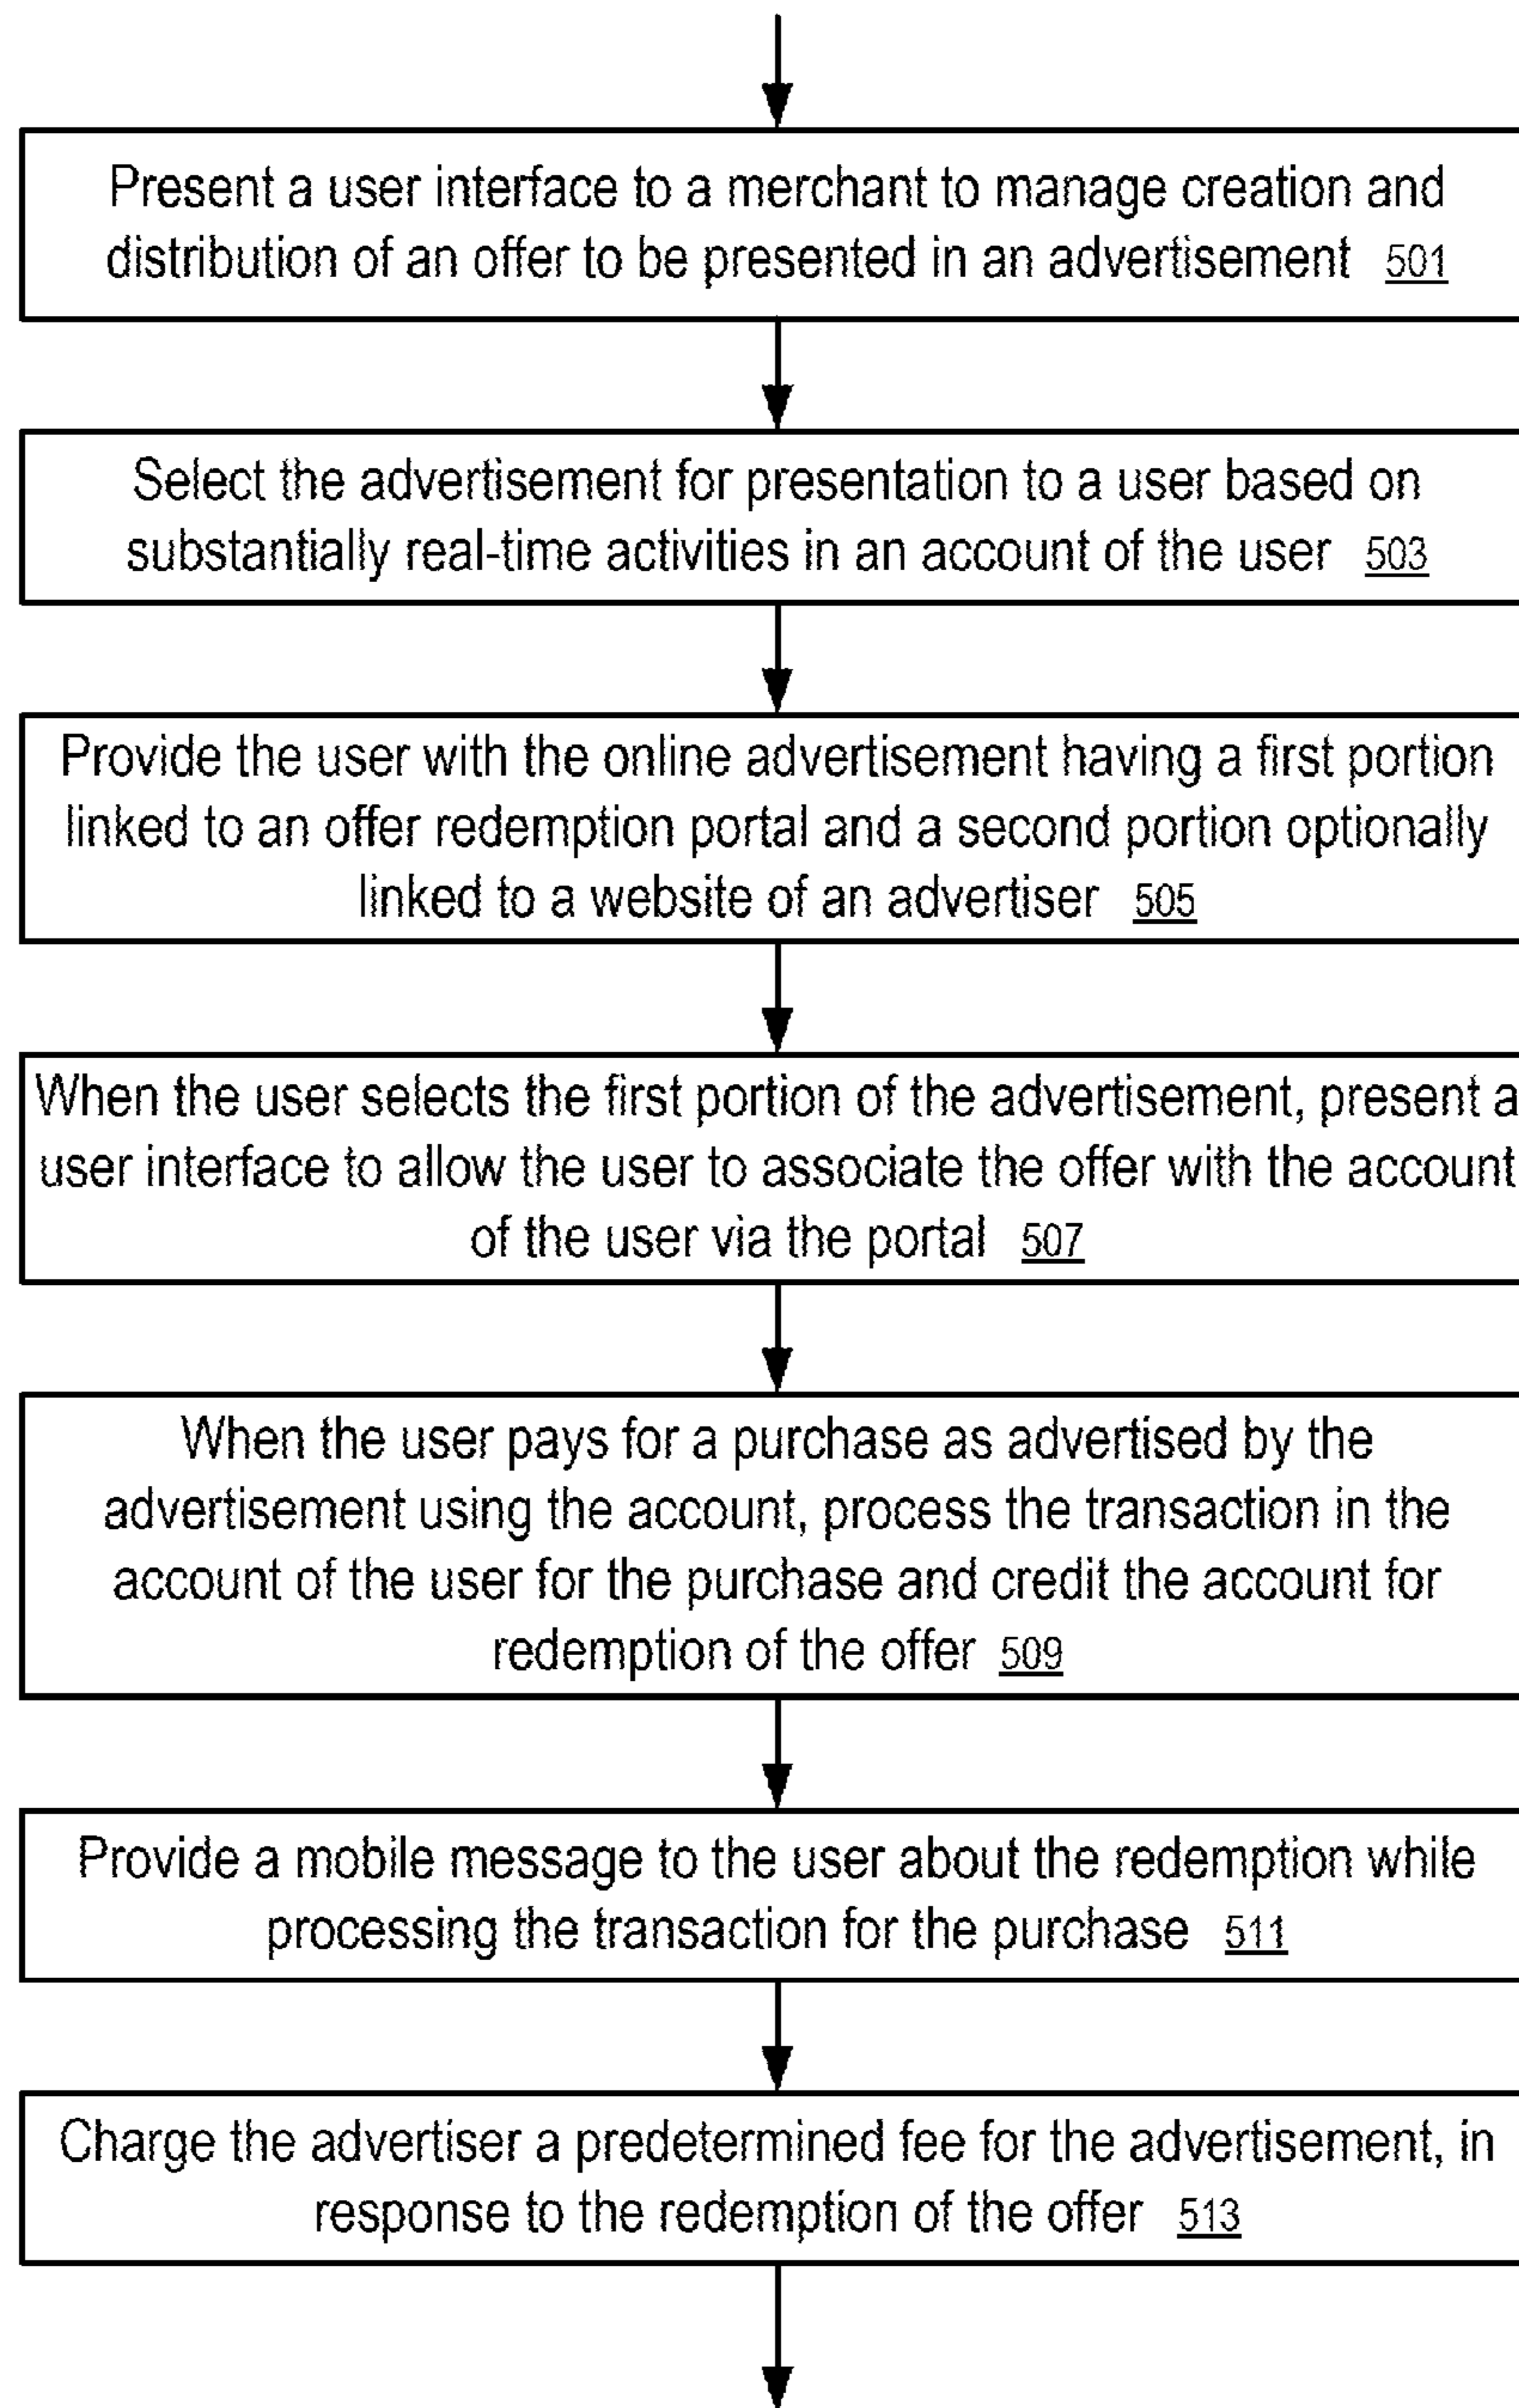 Present a user interface to a merchant to manage creation and
distribution of an offer to be presented in an advertisement 501
Select the advertisement for presentation to a user based on
substantially real-time activities in an account of the user 503
Provide the user with the online advertisement having a first portion
linked to an offer redemption portal and a second portion optionally
linked to a website of an advertiser 505
When the user selects the first portion of the advertisement, present a
user interface to allow the user to associate the offer with the account
of the user via the portal 507
When the user pays for a purchase as advertised by the
advertisement using the account, process the transaction in the
account of the user for the purchase and credit the account for
redemption of the offer 509
Provide a mobile message to the user about the redemption while
processing the transaction for the purchase 511
Charge the advertiser a predetermined fee for the advertisement, in
response to the redemption of the offer 513